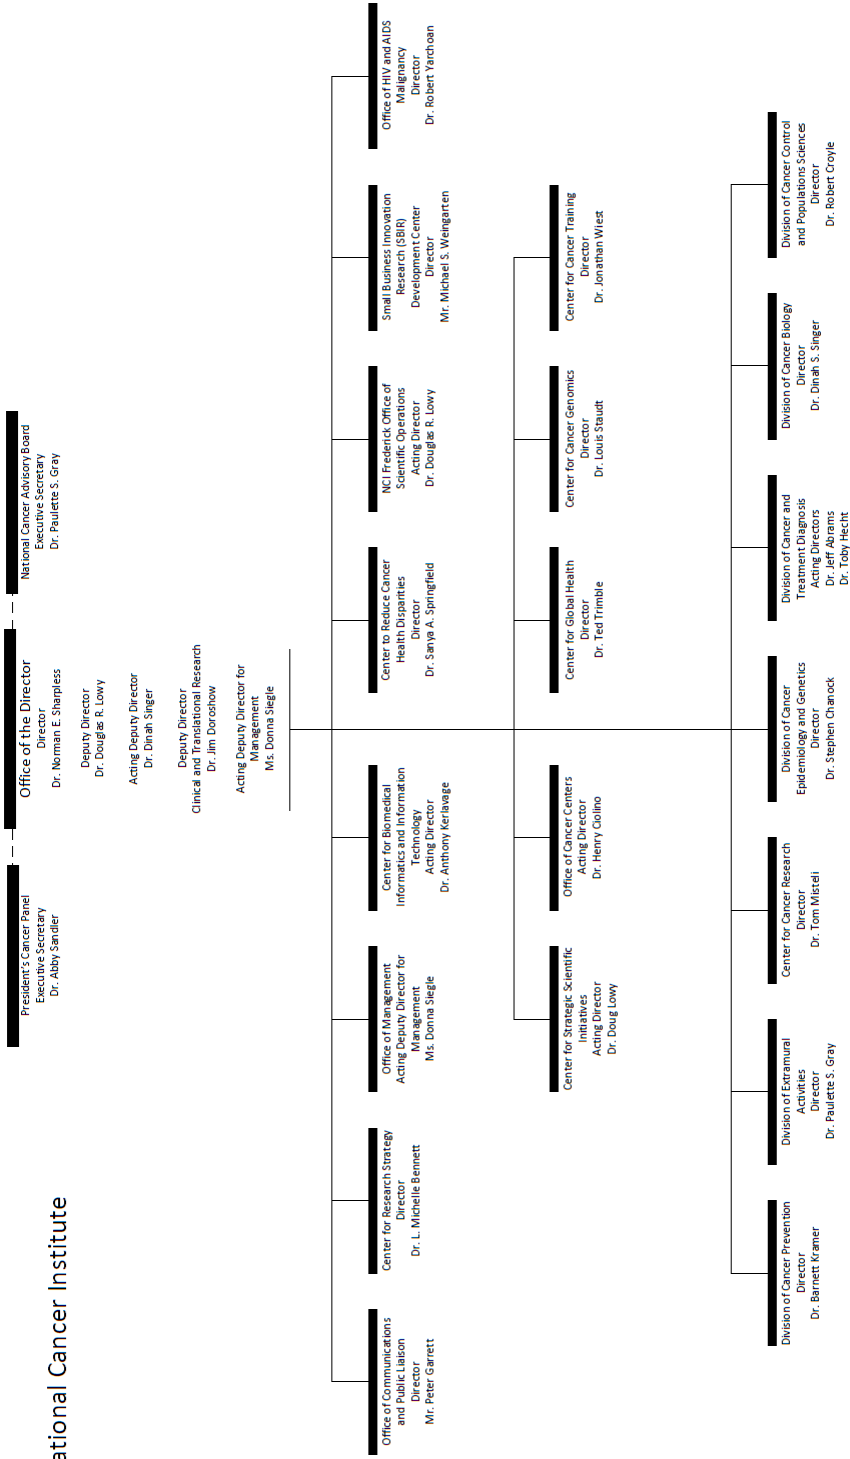 ational Cancer Institute
President's Cancer Panel
Executive Secretary
Dr. Abby Sandler
Office of the Director
Director
Dr. Norman E. Sharpless
Deputy Director
Dr. Douglas R. Lowy
Acting Deputy Director
Dr. Dinah Singer
Deputy Director
Clinical and Translational Research
Dr. Jim Doroshow
Acting Deputy Director for
Management
Ms. Donna Siegle
National Cancer Advisory Board
Executive Secretary
Dr. Paulette S. Gray
Office of Communications
and Public Liaison
Director
Mr. Peter Garrett
Center for Research Strategy
Director
Dr. L. Michelle Bennett
Office of Management
Acting Deputy Director for
Management
Ms. Donna Siegle
Center for Biomedical
Informatics and Information
Technology
Acting Director
Dr. Anthony Kerlavage
Center to Reduce Cancer
Health Disparities
Director
Dr. Sanya A. Springfield
NCI Frederick Office of
Scientific Operations
Acting Director
Dr. Douglas R. Lowy
Small Business Innovation
Research (SBIR)
Development Center
Director
Mr. Michael S. Weingarten
Office of HIV and AIDS
Malignancy
Director
Dr. Robert Yarchoan
Center for Strategic Scientific
Initiatives
Acting Director
Dr. Doug Lowy
Office of Cancer Centers
Acting Director
Dr. Henry Ciolino
Center for Global Health
Director
Dr. Ted Trimble
Center for Cancer Genomics
Director
Dr. Louis Staudt
Center for Cancer Training
Director
Dr. Jonathan Wiest
Division of Cancer Prevention
Director
Dr. Barnett Kramer
Division of Extramural
Activities
Director
Dr. Paulette S. Gray
Center for Cancer Research
Director
Dr. Tom Misteli
Division of Cancer
Epidemiology and Genetics
Director
Dr. Stephen Chanock
Division of Cancer and
Treatment Diagnosis
Acting Directors
Dr. Jeff Abrams
Dr. Toby Hecht
Division of Cancer Biology
Director
Dr. Dinah S. Singer
Division of Cancer Control
and Populations Sciences
Director
Dr. Robert Croyle